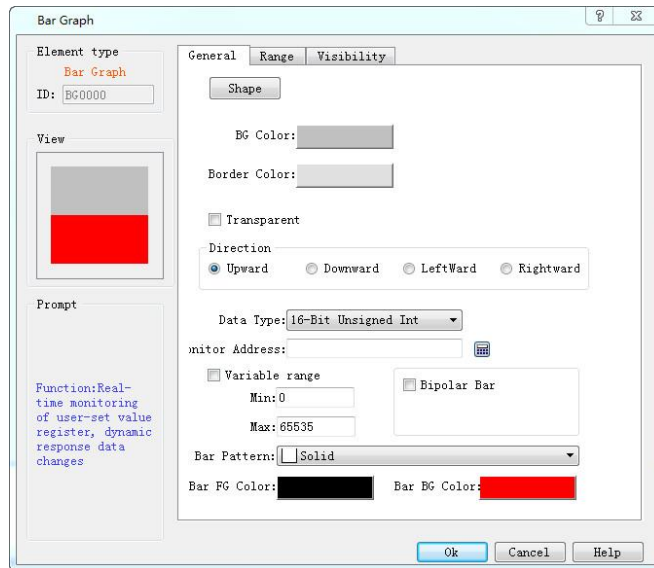 Bar Graph
Element type
Bar Graph
ID: BG0000
View
Prompt
Function:Real-
time monitoring
of user-set value
register, dynamic
response data
changes
General Range Visibility
Shape
BG Color:
Border Color:
Transparent
Direction
Upward Downward LeftWard Rightward
Data Type: 16-Bit Unsigned Int
onitor Address:
Variable range
Min: 0
Max: 65535
Bipolar Bar
Bar Pattern: Solid
Bar FG Color: Bar BG Color:
Ok Cancel Help